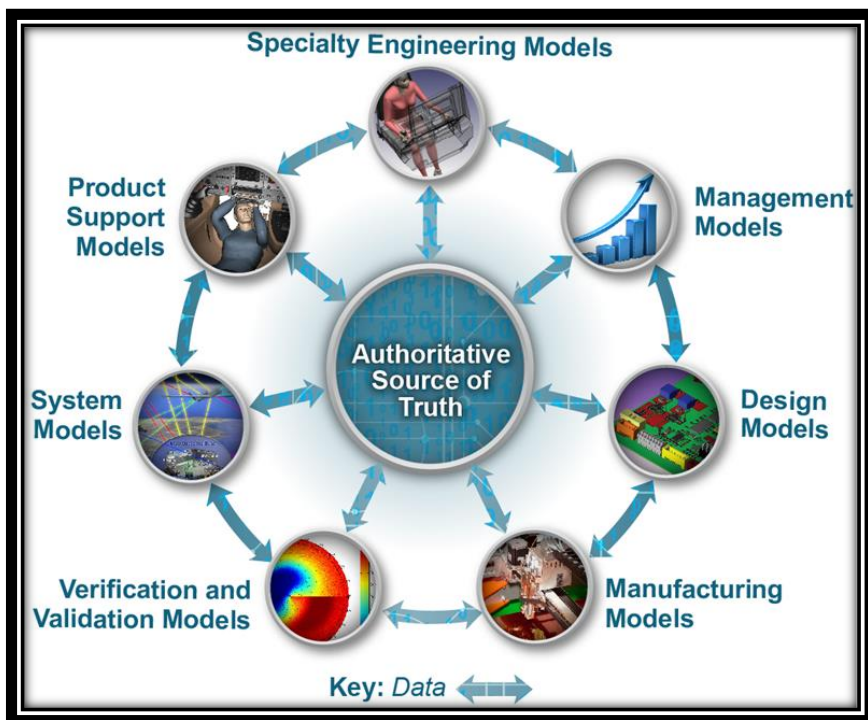 Specialty Engineering Models
Product
Support
Models
Management
Models
Authoritative
Source of
Truth
System
Models
Design
Models
Verification and
Validation Models
Manufacturing
Models
Key: Data